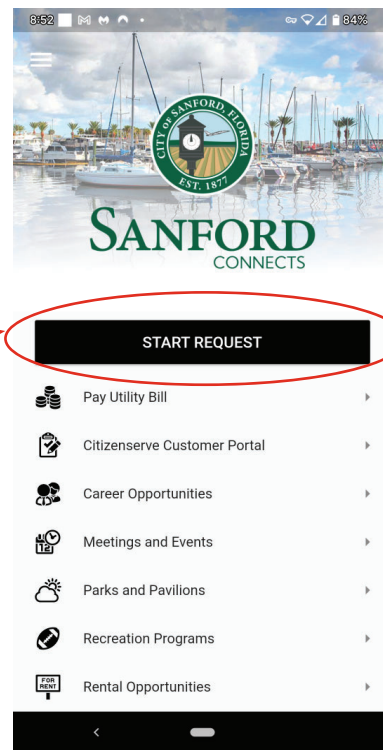 8:52
84%
CITY OF SANFORD, FLORIDA
EST. 1877
SANFORD
CONNECTS
START REQUEST
Pay Utility Bill
Citizenserve Customer Portal
Career Opportunities
12
Meetings and Events
Parks and Pavilions
Recreation Programs
FOR
RENT
Rental Opportunities